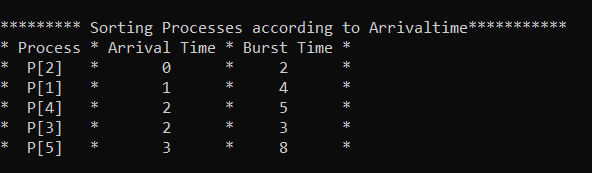 ********* Sorting Processes according to Arrivaltime***********
* Process * Arrival Time * Burst Time *
*  P[2]   *       0      *     2      *
*  P[1]   *       1      *     4      *
*  P[4]   *       2      *     5      *
*  P[3]   *       2      *     3      *
*  P[5]   *       3      *     8      *